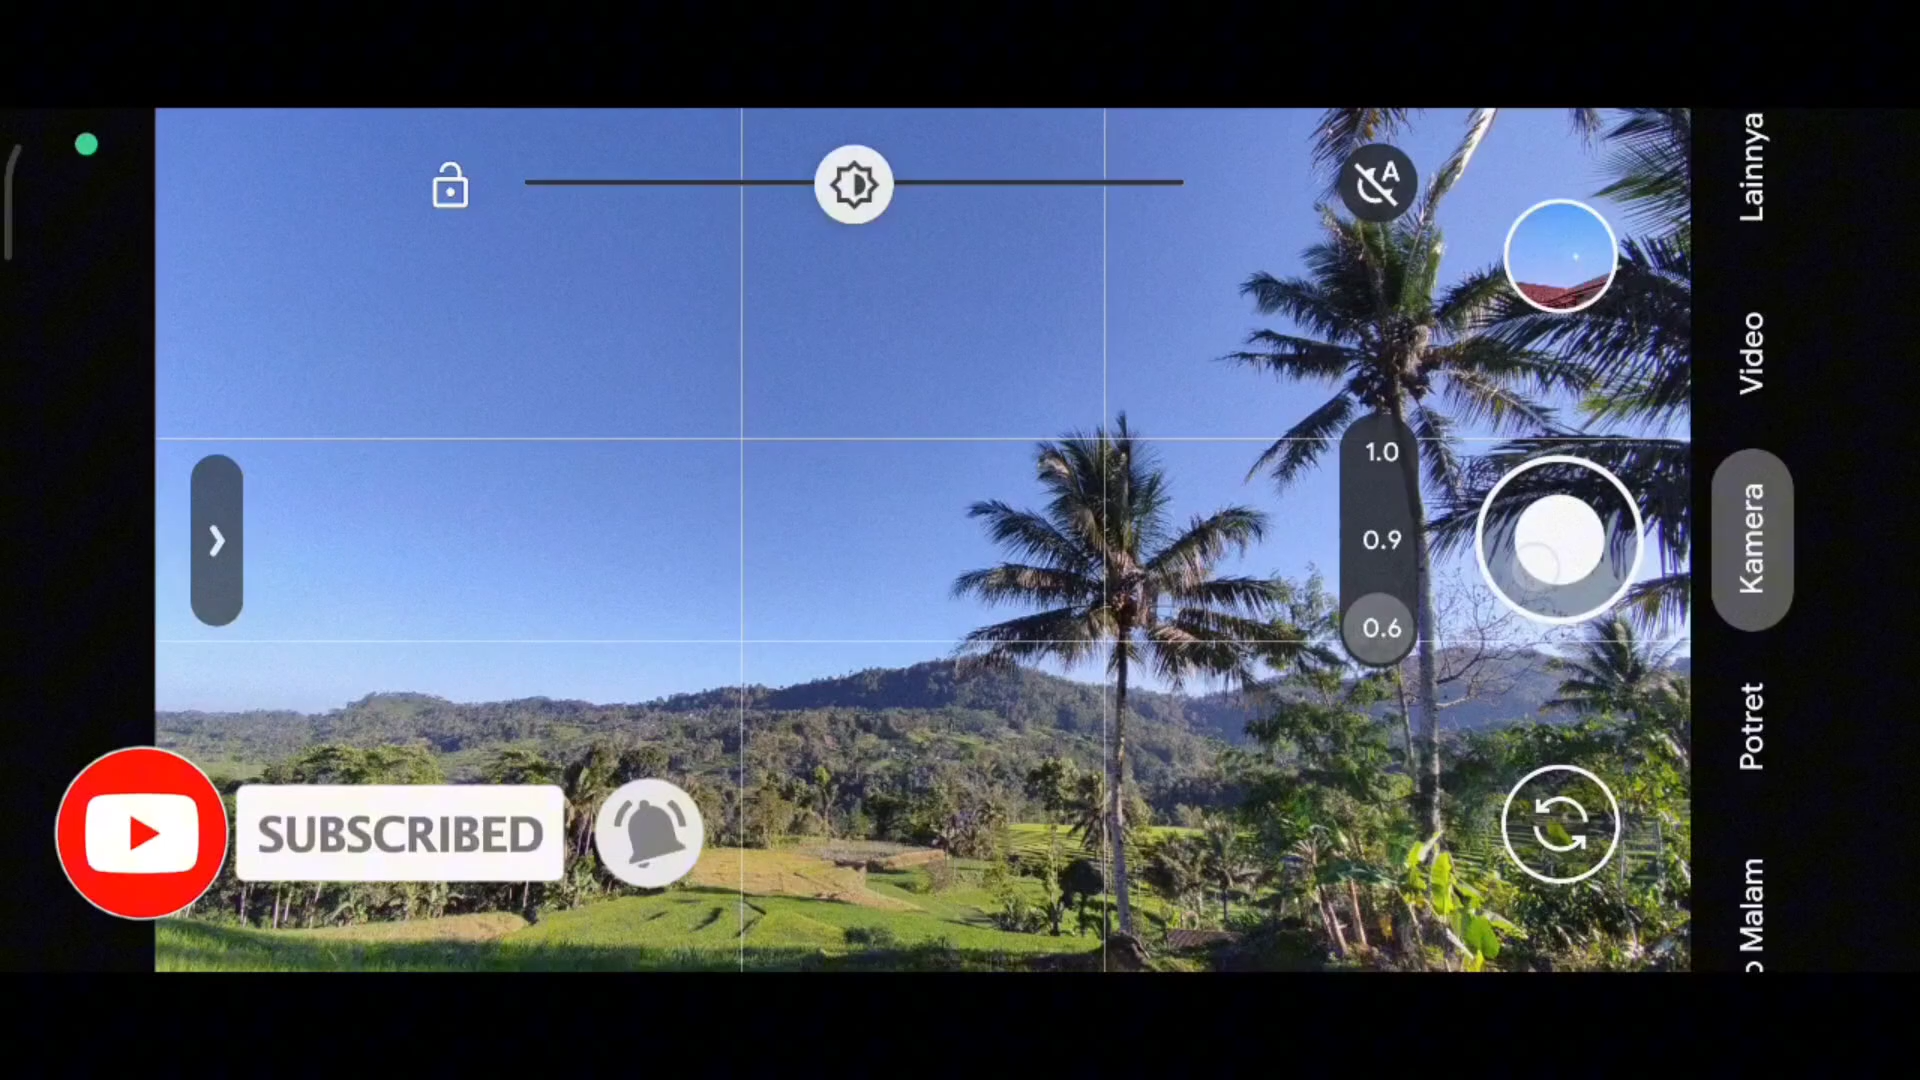 A
1.0
0.9
0.6
Lainnya
Video
Kamera
Potret
o Malam
SUBSCRIBED